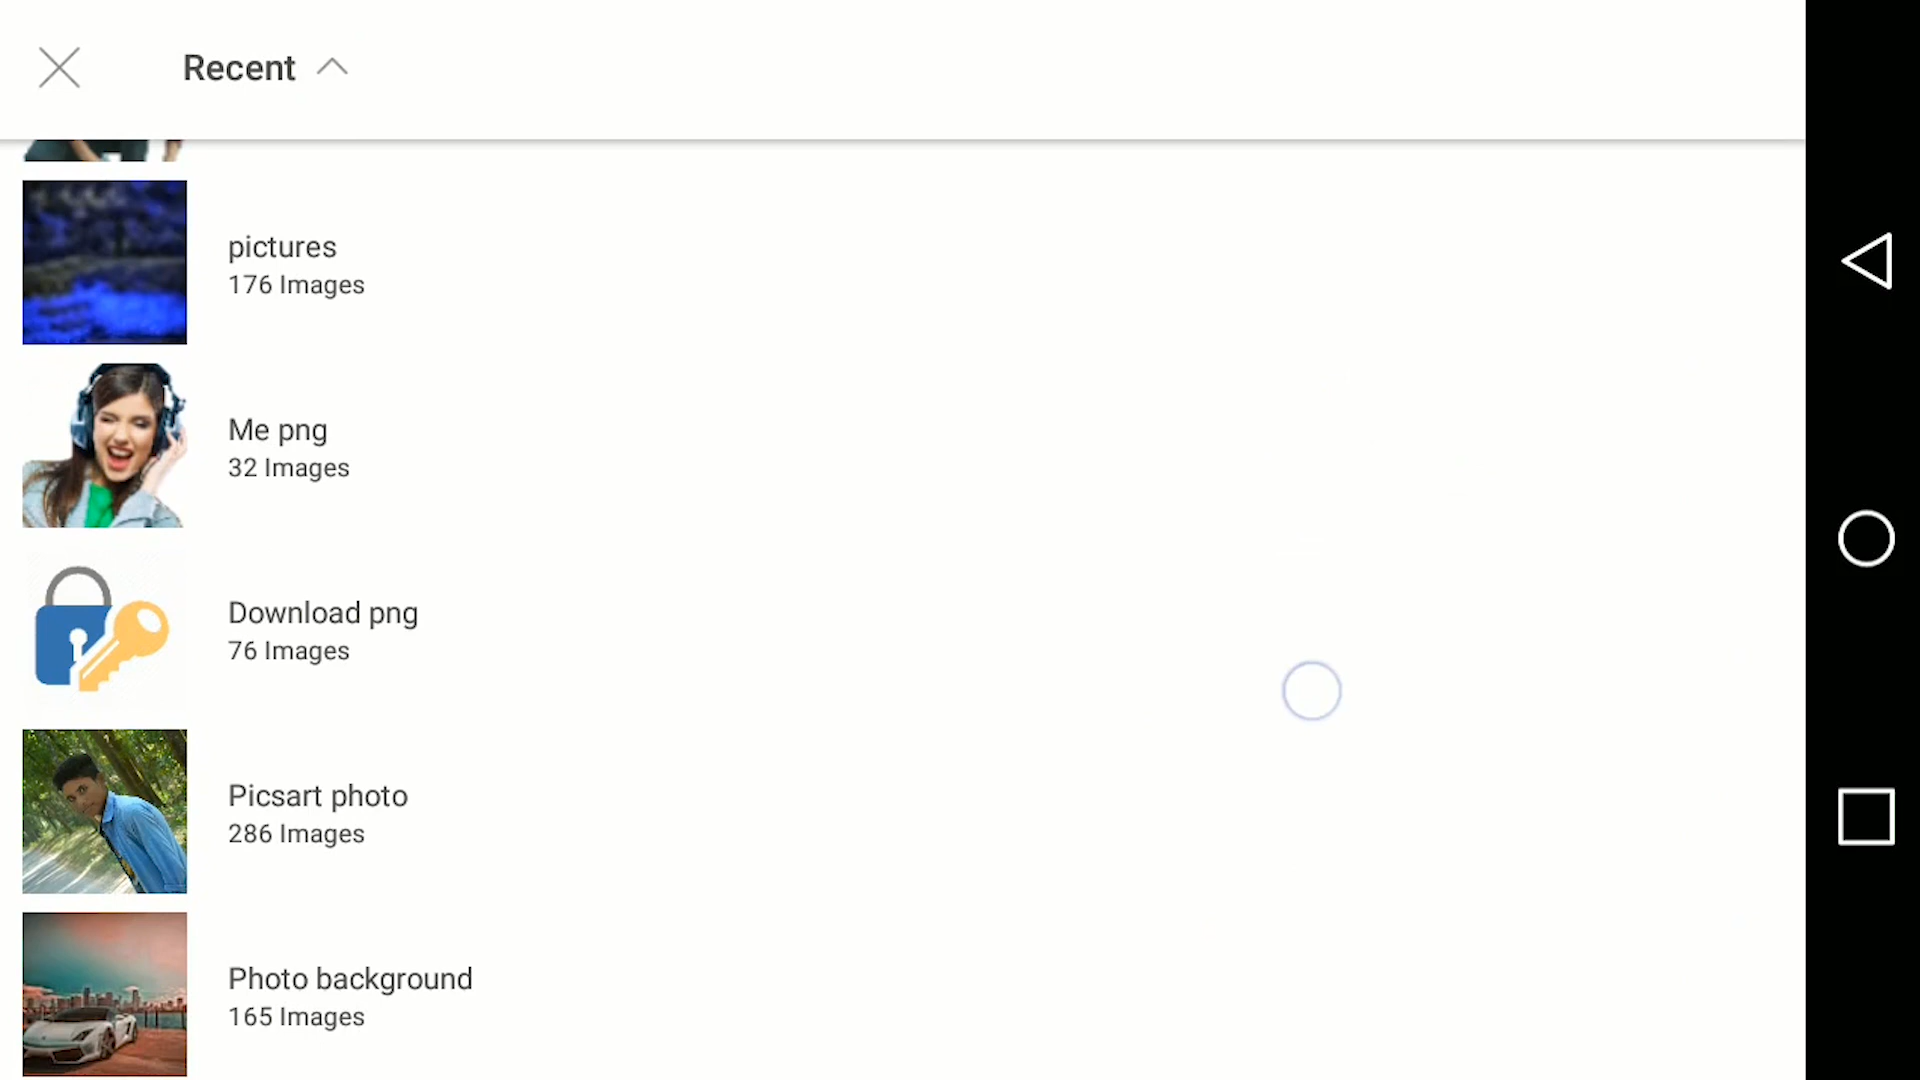 Recent
pictures
176 Images
Me png
32 Images
Download png
76 Images
Picsart photo
286 Images
Photo background
165 Images